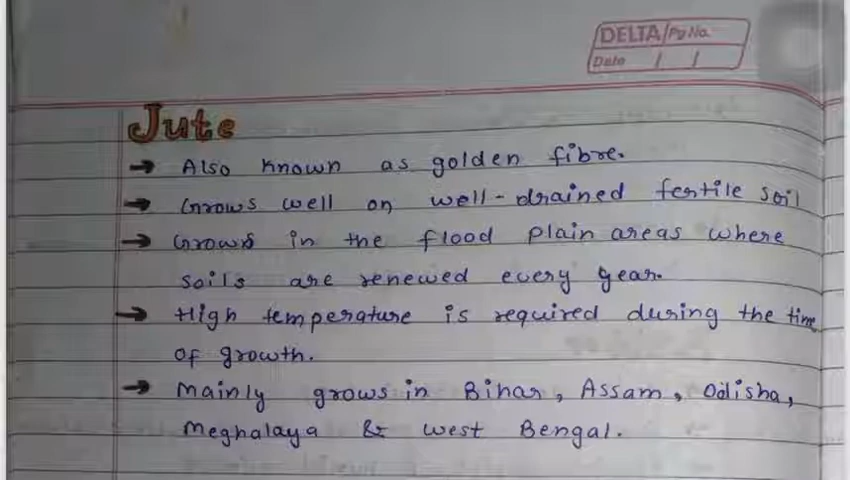 DELTA Pg No.
Date / /
Jute
→ Also known as golden fibre.
→ Grows well on well-drained fertile soil
→ Grows in the flood plain areas where
soils are renewed every year.
→ High temperature is required during the time
of growth.
→ Mainly grows in Bihar, Assam, Odisha,
Meghalaya & west Bengal.